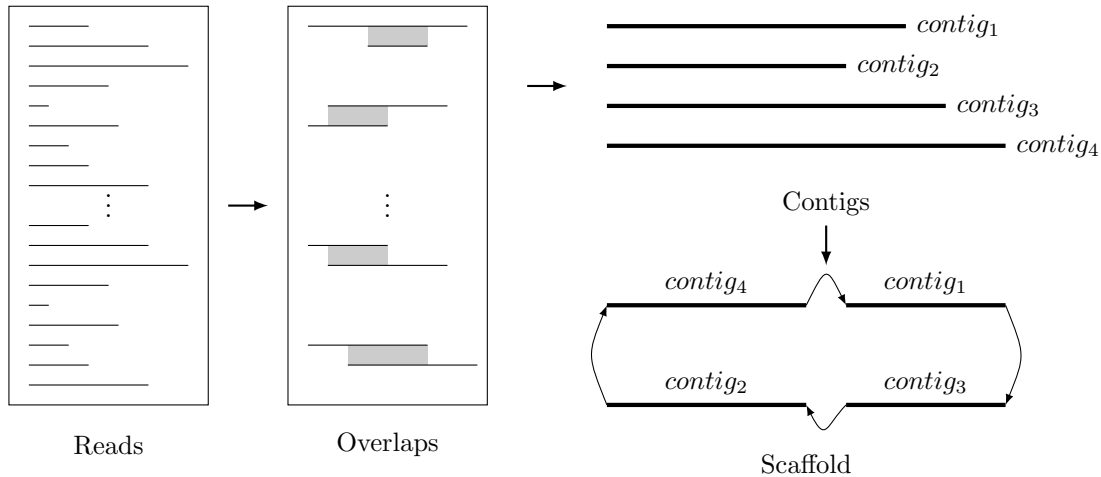 Reads
Overlaps
contig₁
contig₂
contig₃
contig₄
Contigs
contig₄
contig₁
contig₂
contig₃
Scaffold